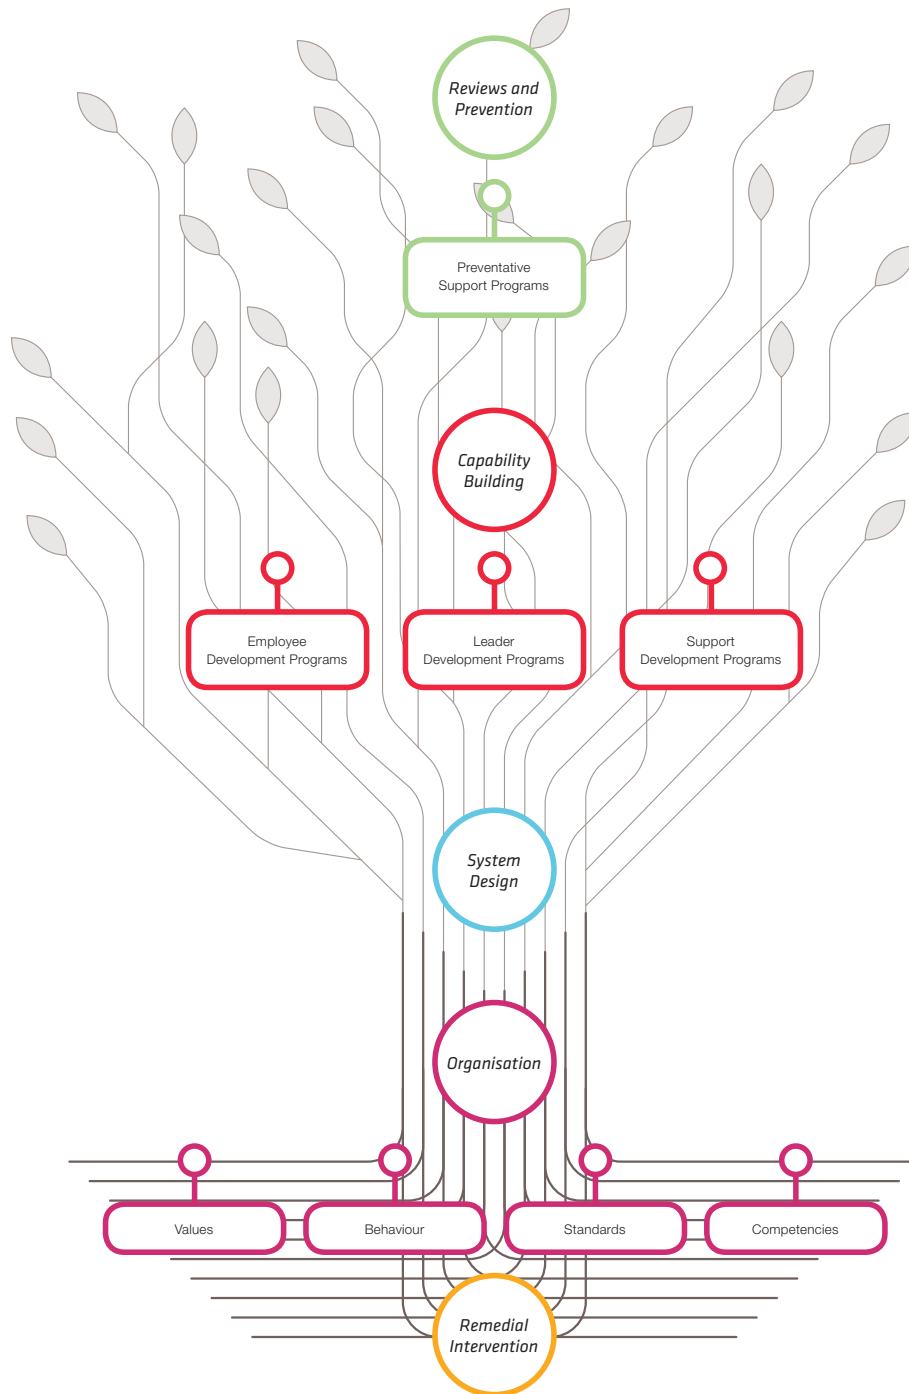 Reviews and
Prevention
Preventative
Support Programs
Capability
Building
Employee
Development Programs
Leader
Development Programs
Support
Development Programs
System
Design
Organisation
Values
Behaviour
Standards
Competencies
Remedial
Intervention